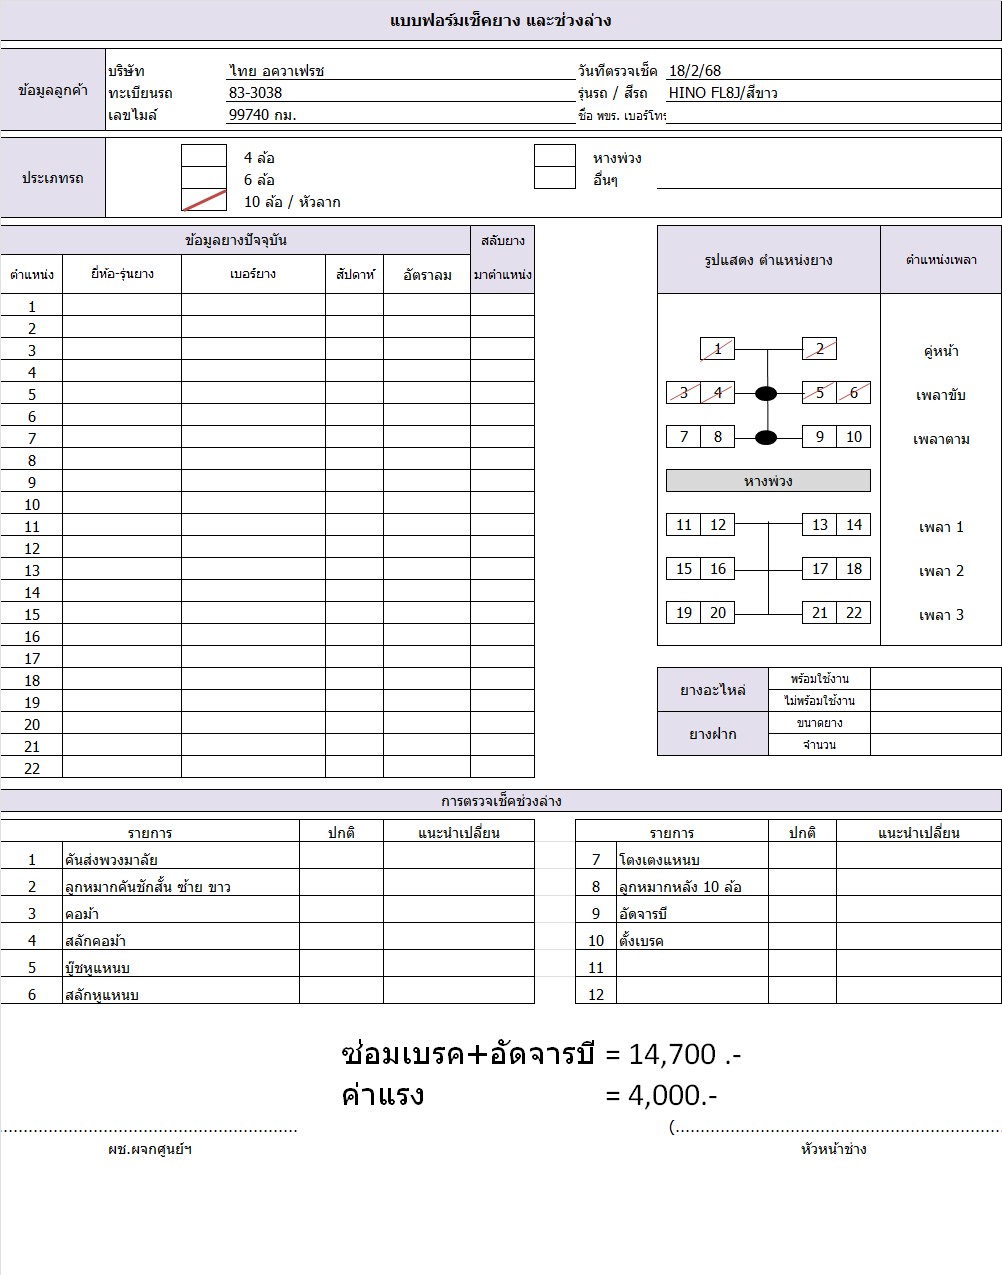 แบบฟอร์มเช็คยาง และช่วงล่าง
ข้อมูลลูกค้า
บริษัท ไทย อควาเฟรช วันที่ตรวจเช็ค 18/2/68
ทะเบียนรถ 83-3038 รุ่นรถ / สีรถ HINO FL8J/สีขาว
เลขไมล์ 99740 กม. ชื่อ พขร. เบอร์โทร
ประเภทรถ
4 ล้อ หางพ่วง
6 ล้อ อื่นๆ
10 ล้อ / หัวลาก
ข้อมูลยางปัจจุบัน สลับยาง
ตำแหน่ง ยี่ห้อ-รุ่นยาง เบอร์ยาง สัปดาห์ อัตราลม มาตำแหน่ง
1
2
3
4
5
6
7
8
9
10
11
12
13
14
15
16
17
18
19
20
21
22
รูปแสดง ตำแหน่งยาง ตำแหน่งเพลา
1 2 คู่หน้า
3 4 5 6 เพลาขับ
7 8 9 10 เพลาตาม
หางพ่วง
11 12 13 14 เพลา 1
15 16 17 18 เพลา 2
19 20 21 22 เพลา 3
ยางอะไหล่ พร้อมใช้งาน
ไม่พร้อมใช้งาน
ยางฝาก ขนาดยาง
จำนวน
การตรวจเช็คช่วงล่าง
รายการ ปกติ แนะนำเปลี่ยน รายการ ปกติ แนะนำเปลี่ยน
1 คันส่งพวงมาลัย 7 โตงเตงแหนบ
2 ลูกหมากคันชักสั้น ซ้าย ขาว 8 ลูกหมากหลัง 10 ล้อ
3 คอม้า 9 อัดจารบี
4 สลักคอม้า 10 ตั้งเบรค
5 บู๊ชหูแหนบ 11
6 สลักหูแหนบ 12
ซ่อมเบรค+อัดจารบี = 14,700 .-
ค่าแรง = 4,000.-
.................................................................. (..................................................................
ผช.ผจกศูนย์ฯ หัวหน้าช่าง